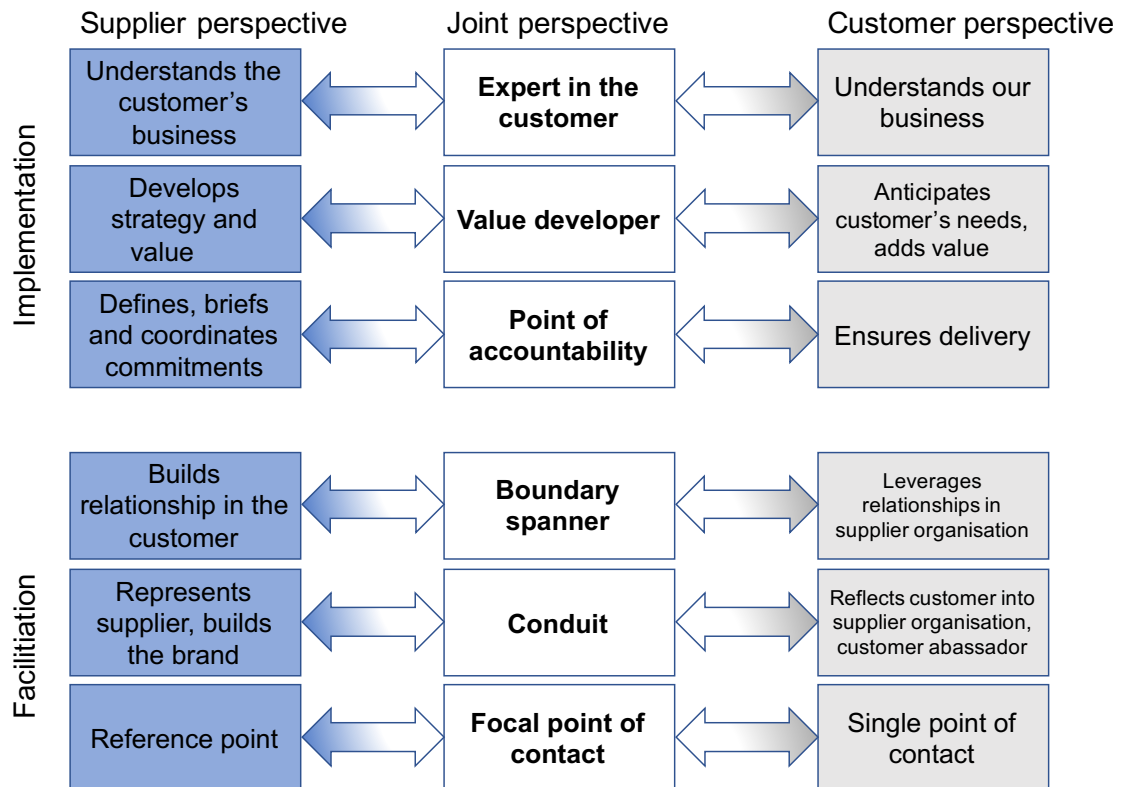 Supplier perspective
Joint perspective
Customer perspective
Implementation
Understands the
customer's
business
Expert in the
customer
Understands our
business
Develops
strategy and
value
Value developer
Anticipates
customer's needs,
adds value
Defines, briefs
and coordinates
commitments
Point of
accountability
Ensures delivery
Facilitiation
Builds
relationship in the
customer
Boundary
spanner
Leverages
relationships in
supplier organisation
Represents
supplier, builds
the brand
Conduit
Reflects customer into
supplier organisation,
customer abassador
Reference point
Focal point of
contact
Single point of
contact